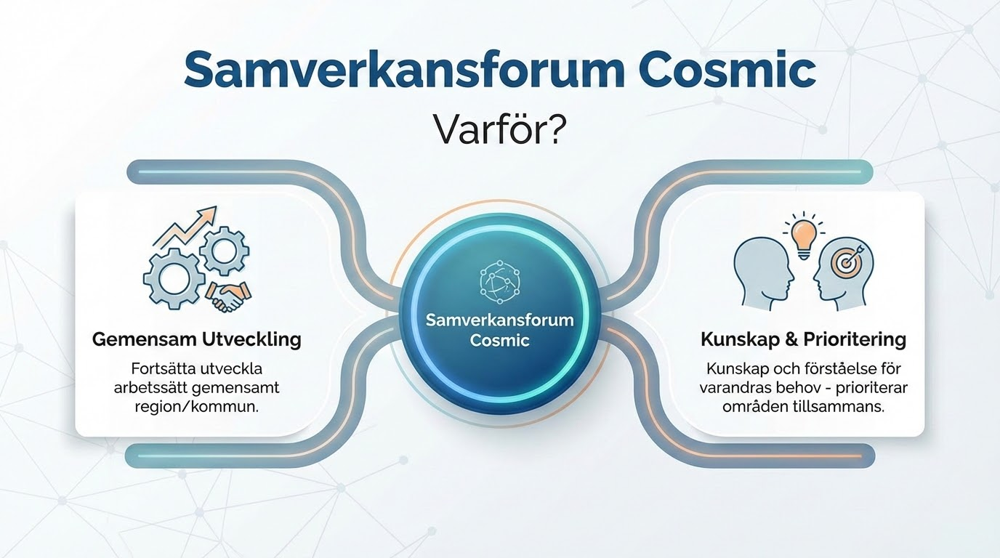 Samverkansforum Cosmic
Varför?
Gemensam Utveckling
Fortsätta utveckla
arbetssätt gemensamt
region/kommun.
Samverkansforum
Cosmic
Kunskap & Prioritering
Kunskap och förståelse för
varandras behov - prioriterar
områden tillsammans.